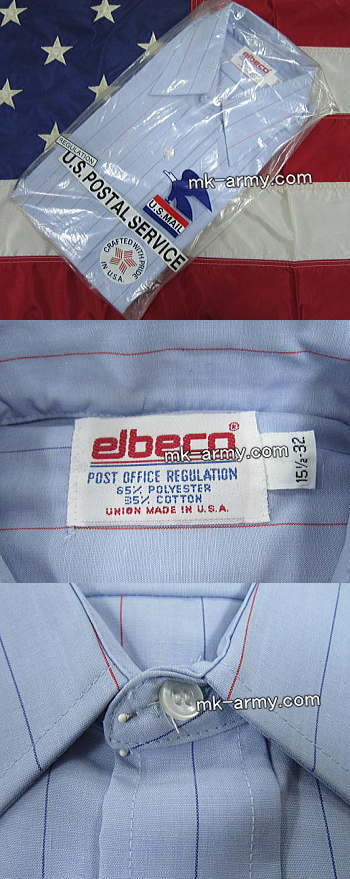 elbeco
mk-army.com
REGULATION
U.S. POSTAL SERVICE
U.S. MAIL
CRAFTED WITH PRIDE
IN U.S.A.
elbeco®
mk-army.com
POST OFFICE REGULATION
65% POLYESTER
35% COTTON
UNION MADE IN U.S.A.
15½-32
mk-army.com